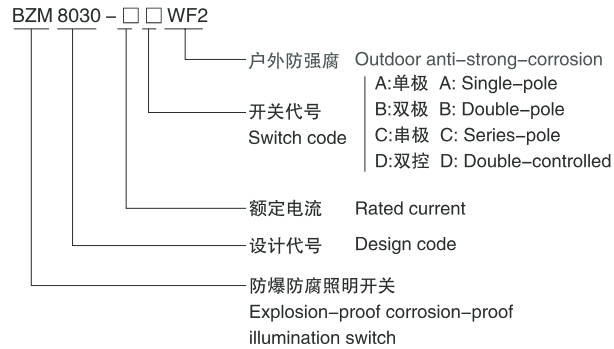 BZM 8030 - □ □ WF2
户外防强腐 Outdoor anti-strong-corrosion
A:单极 A: Single-pole
开关代号 B:双极 B: Double-pole
Switch code C:串极 C: Series-pole
D:双控 D: Double-controlled
额定电流 Rated current
设计代号 Design code
防爆防腐照明开关
Explosion-proof corrosion-proof
illumination switch